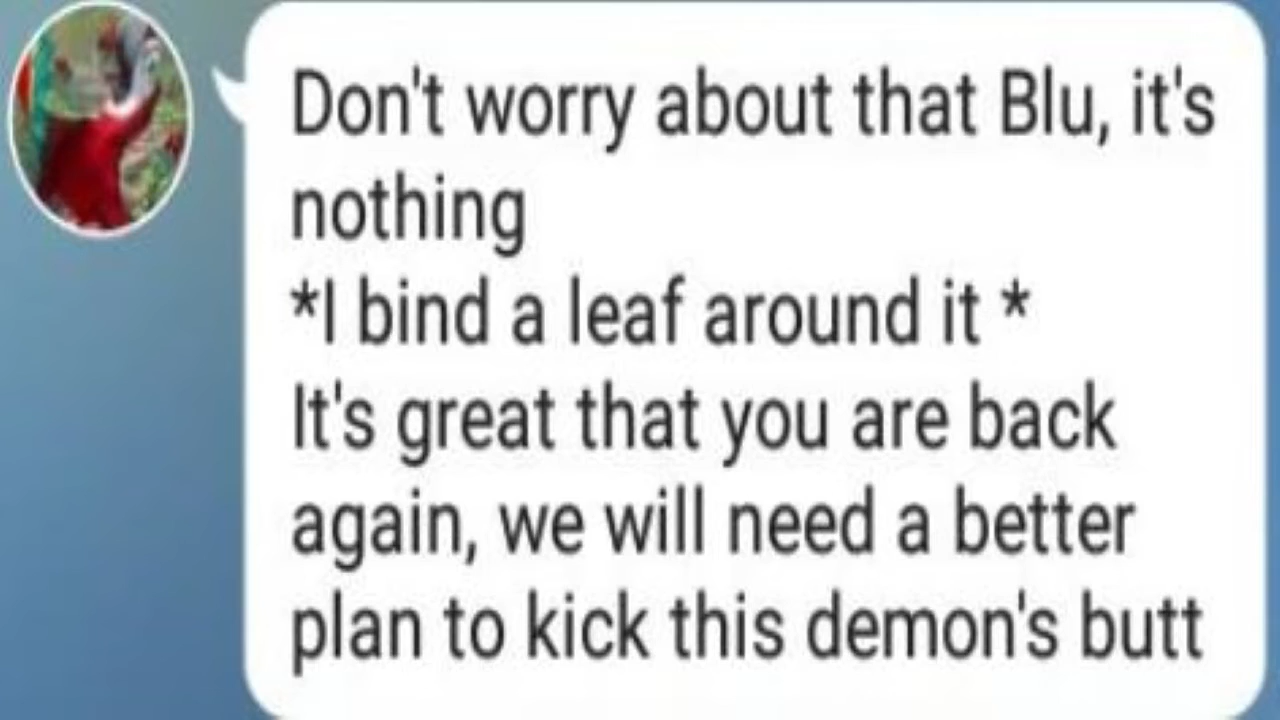 Don't worry about that Blu, it's
nothing
*I bind a leaf around it *
It's great that you are back
again, we will need a better
plan to kick this demon's butt